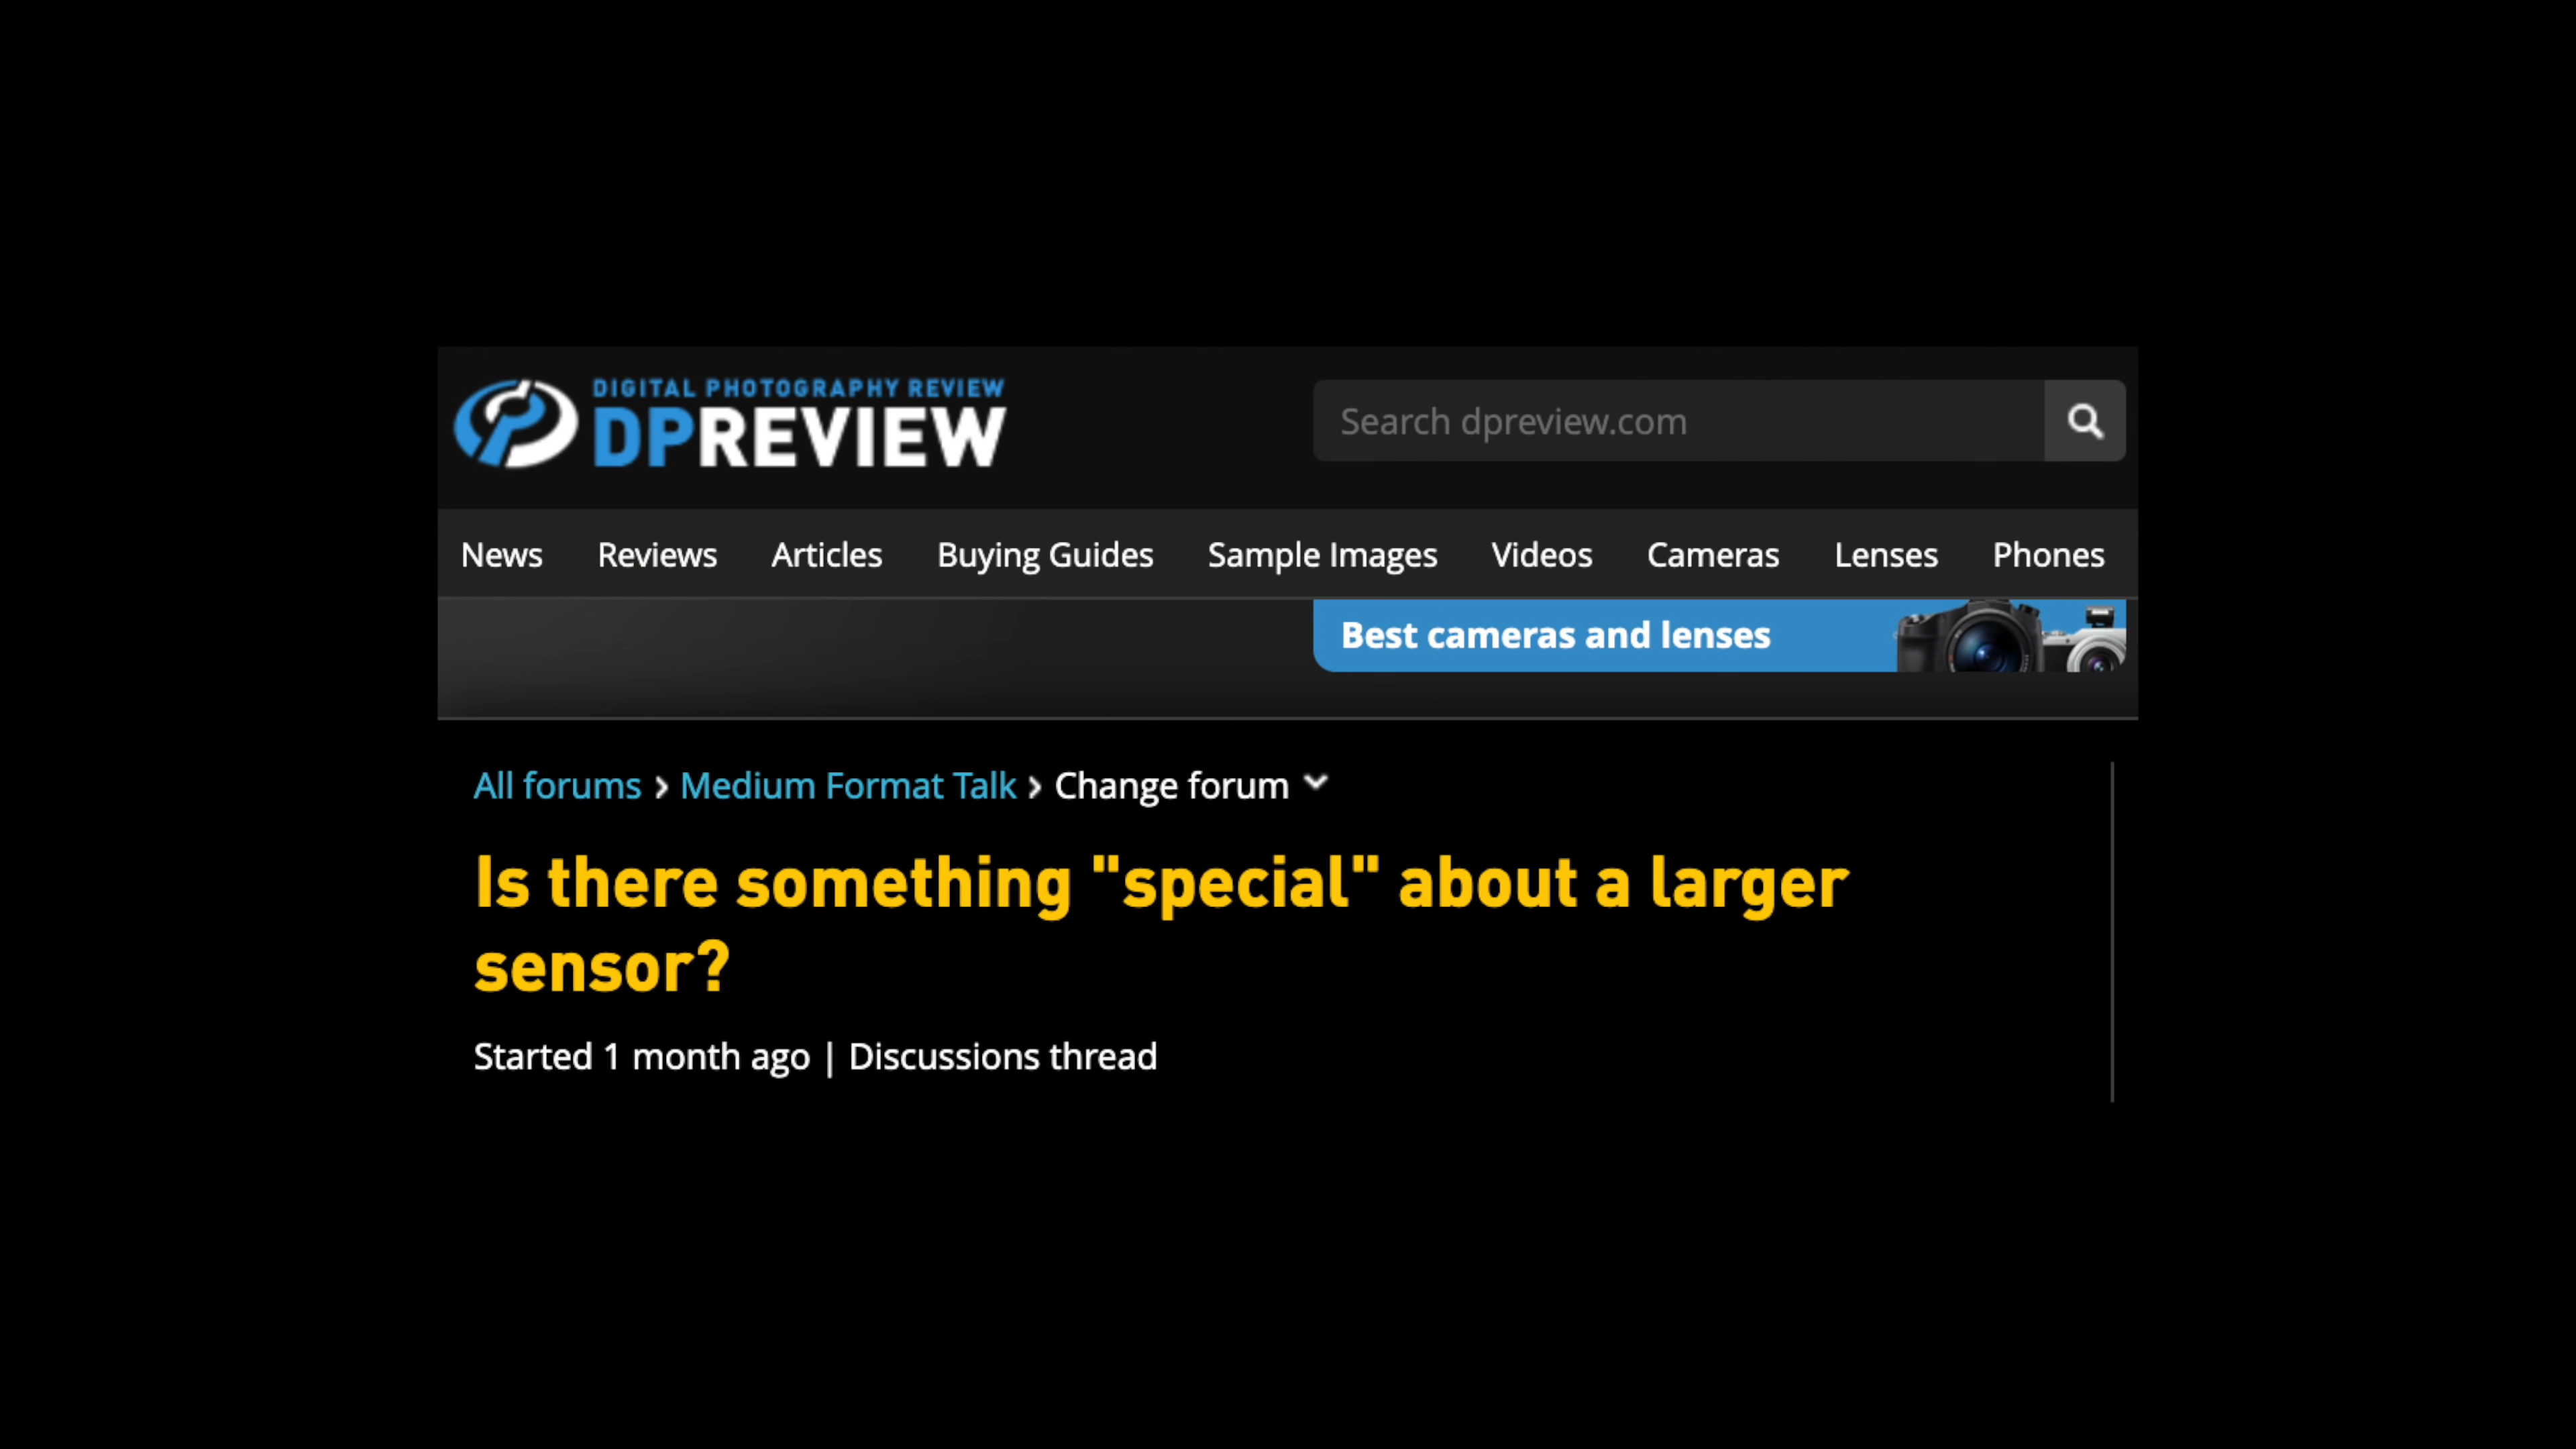 DIGITAL PHOTOGRAPHY REVIEW
DPREVIEW
Search dpreview.com
News Reviews Articles Buying Guides Sample Images Videos Cameras Lenses Phones
Best cameras and lenses
All forums › Medium Format Talk › Change forum
Is there something "special" about a larger
sensor?
Started 1 month ago | Discussions thread